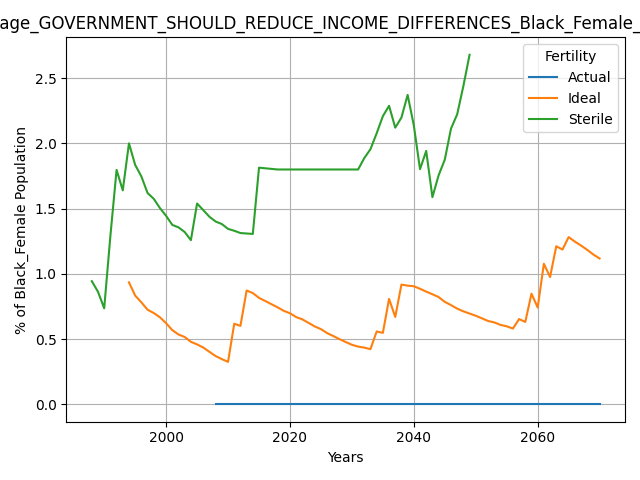 age_GOVERNMENT_SHOULD_REDUCE_INCOME_DIFFERENCES_Black_Female_
Fertility
Actual
Ideal
Sterile
% of Black_Female Population
2.5
2.0
1.5
1.0
0.5
0.0
2000 2020 2040 2060
Years